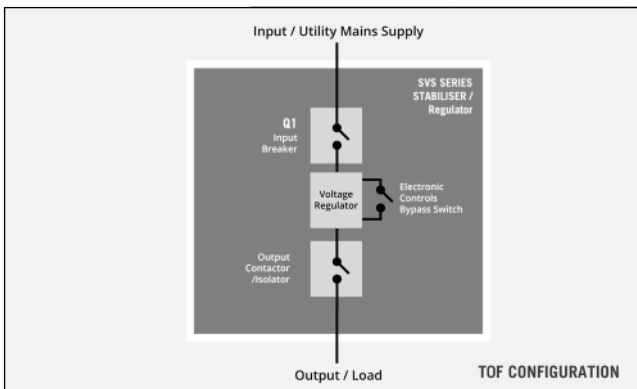 Input / Utility Mains Supply
SVS SERIES
STABILISER /
Regulator
Q1
Input
Breaker
Voltage
Regulator
Electronic
Controls
Bypass Switch
Output
Contactor
/Isolator
Output / Load
TOF CONFIGURATION